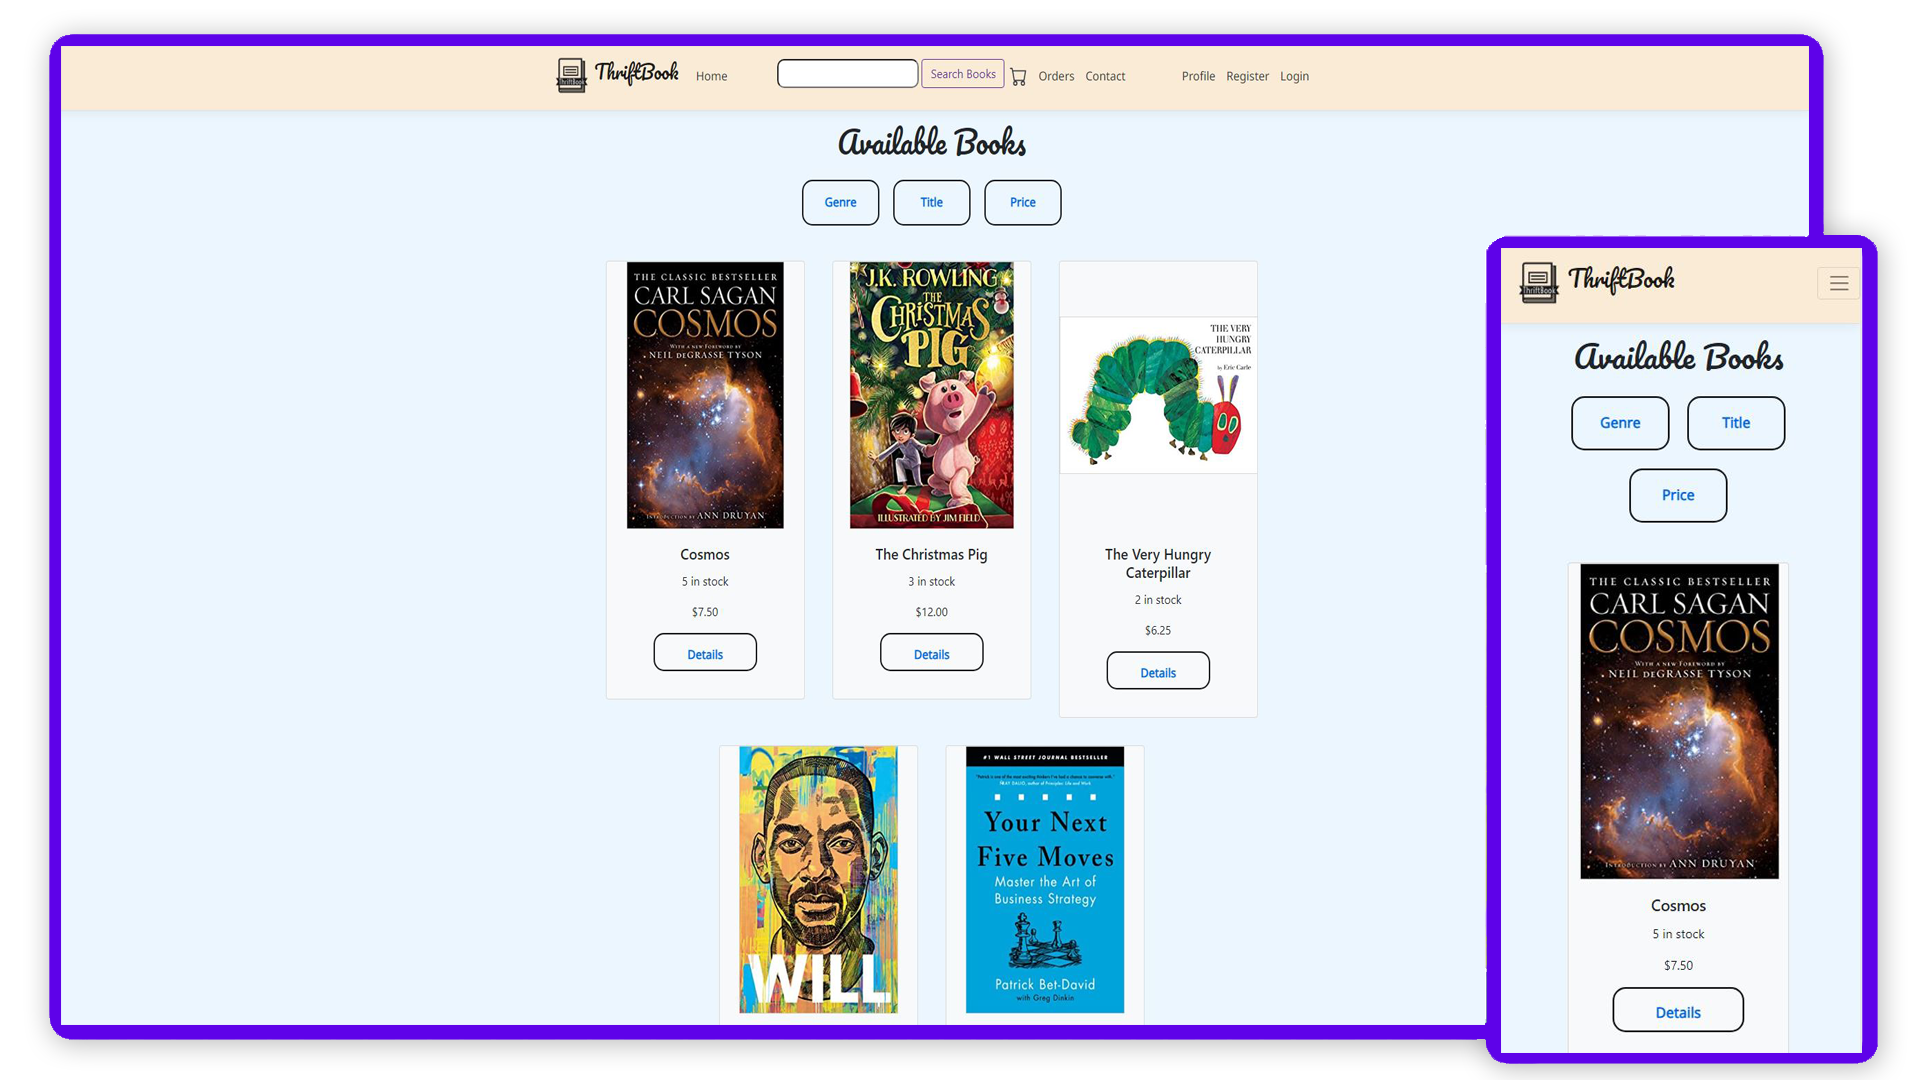 ThriftBook
ThriftBook Home Search Books Orders Contact Profile Register Login
Available Books
Genre Title Price
THE CLASSIC BESTSELLER
CARL SAGAN
COSMOS
WITH A NEW FOREWORD BY
NEIL DEGRASSE TYSON
INTRODUCTION BY ANN DRUYAN
Cosmos
5 in stock
$7.50
Details
J.K. ROWLING
THE
CHRISTMAS
PIG
ILLUSTRATED BY JIM FIELD
The Christmas Pig
3 in stock
$12.00
Details
THE VERY
HUNGRY
CATERPILLAR
by Eric Carle
The Very Hungry
Caterpillar
2 in stock
$6.25
Details
WILL
#1 WALL STREET JOURNAL BESTSELLER
Your Next
Five Moves
Master the Art of
Business Strategy
Patrick Bet-David
with Greg Dinkin
ThriftBook
ThriftBook
Available Books
Genre Title
Price
THE CLASSIC BESTSELLER
CARL SAGAN
COSMOS
WITH A NEW FOREWORD BY
NEIL DEGRASSE TYSON
INTRODUCTION BY ANN DRUYAN
Cosmos
5 in stock
$7.50
Details